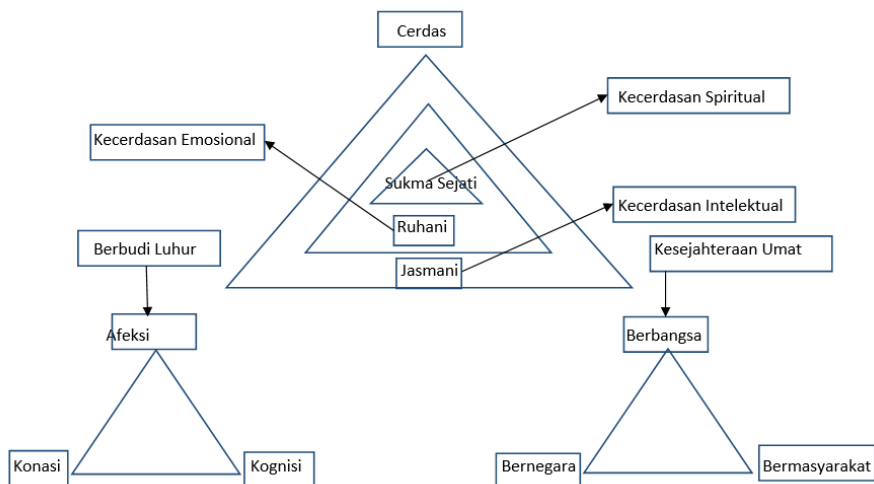 Cerdas
Kecerdasan Spiritual
Kecerdasan Emosional
Sukma Sejati
Kecerdasan Intelektual
Ruhani
Berbudi Luhur
Kesejahteraan Umat
Jasmani
Afeksi
Berbangsa
Konasi
Kognisi
Bernegara
Bermasyarakat